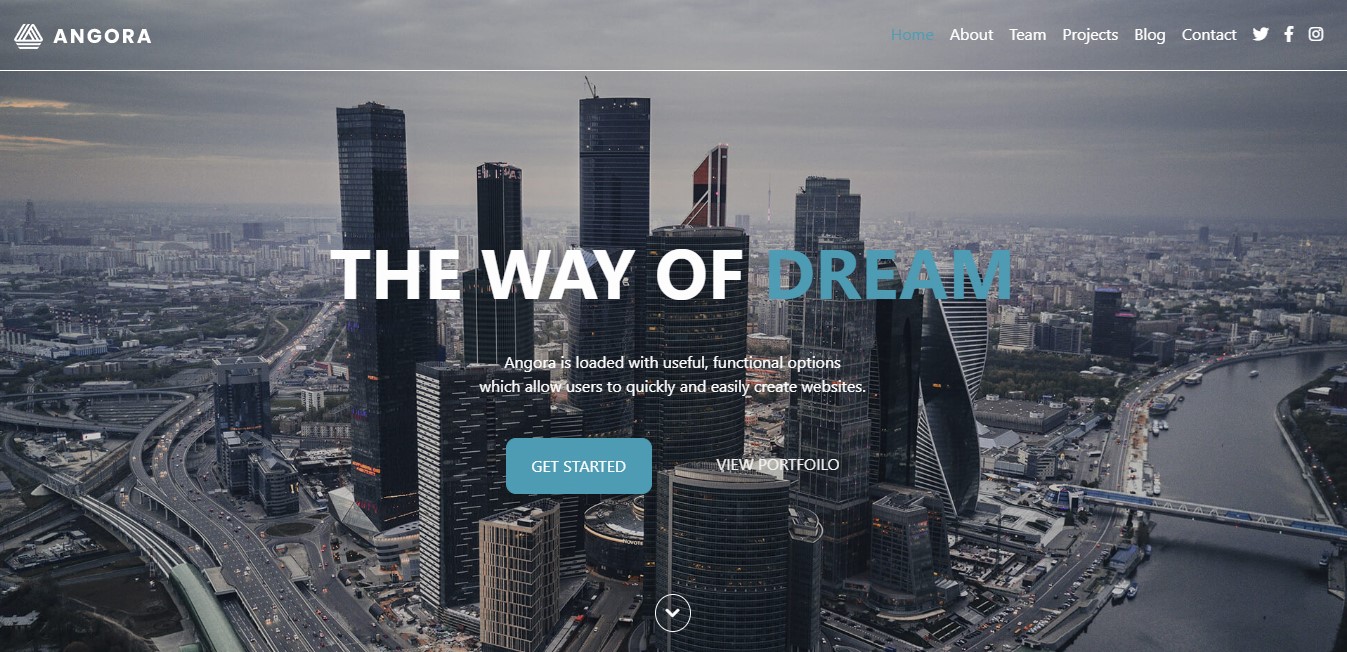 ANGORA
Home About Team Projects Blog Contact
THE WAY OF DREAM
Angora is loaded with useful, functional options
which allow users to quickly and easily create websites.
GET STARTED VIEW PORTFOILO
NOVOTEL